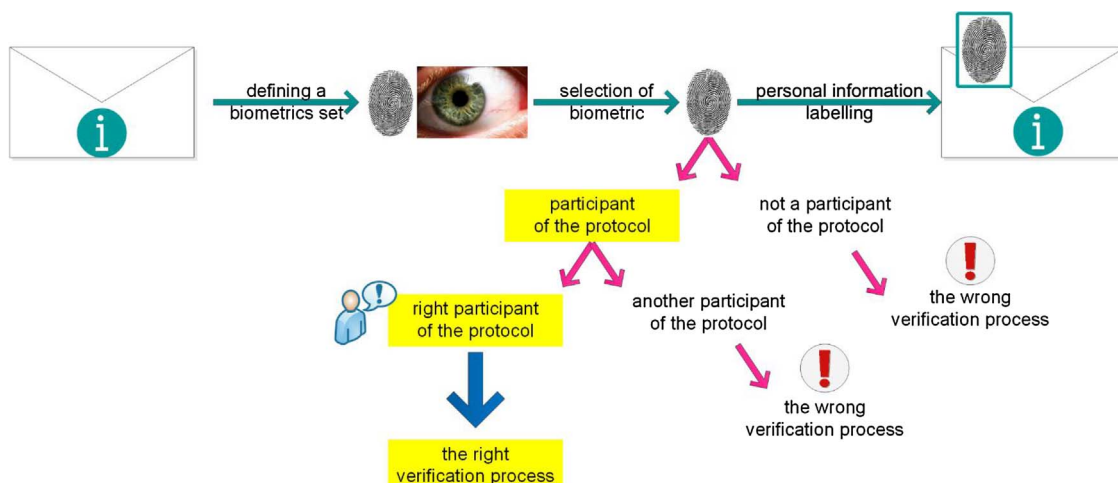 defining a
biometrics set
selection of
biometric
personal information
labelling
i
i
participant
of the protocol
not a participant
of the protocol
right participant
of the protocol
another participant
of the protocol
the wrong
verification process
the wrong
verification process
the right
verification process